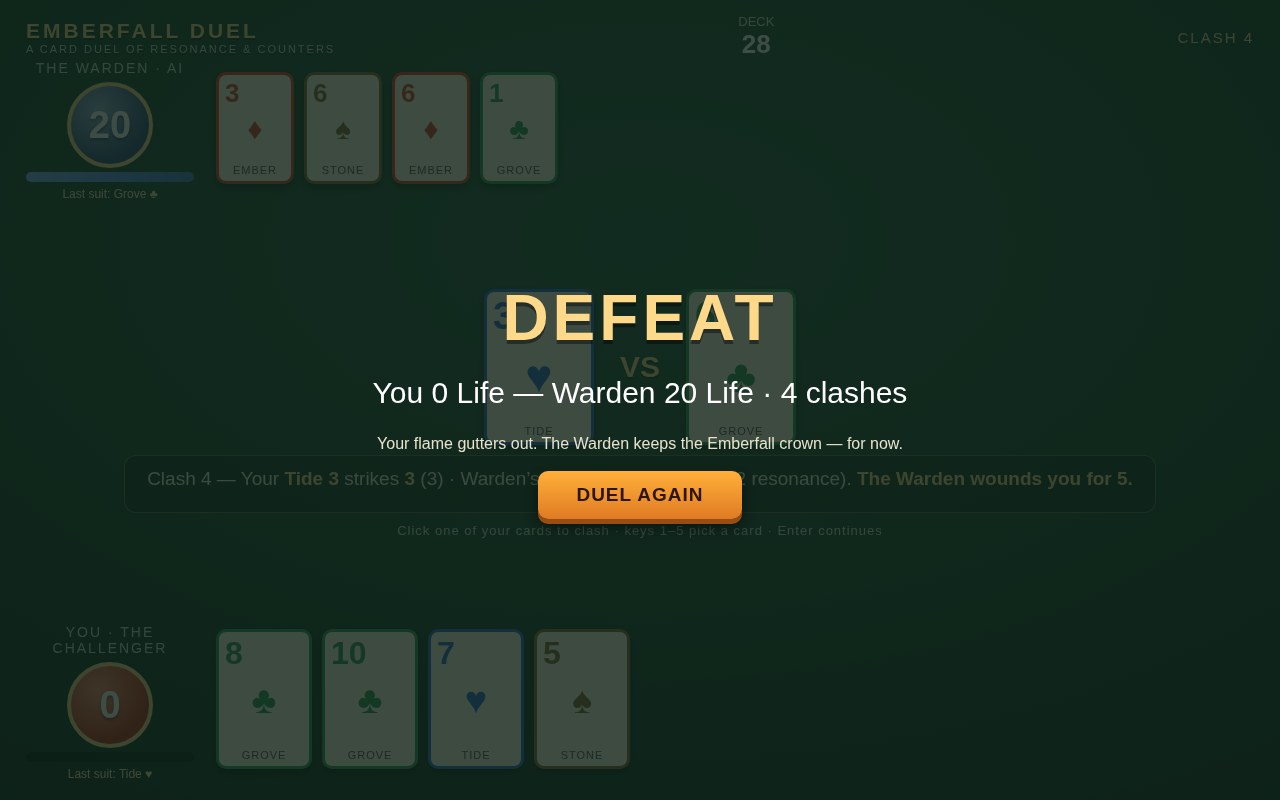 EMBERFALL DUEL
A CARD DUEL OF RESONANCE & COUNTERS
DECK
28
CLASH 4
THE WARDEN · AI
20
Last suit: Grove ♣
3
♦
EMBER
6
♠
STONE
6
♦
EMBER
1
♣
GROVE
DEFEAT
3
♥
TIDE
VS
♣
GROVE
You 0 Life — Warden 20 Life · 4 clashes
Your flame gutters out. The Warden keeps the Emberfall crown — for now.
Clash 4 — Your Tide 3 strikes 3 (3) · Warden's resonance). The Warden wounds you for 5.
DUEL AGAIN
Click one of your cards to clash · keys 1–5 pick a card · Enter continues
YOU · THE
CHALLENGER
0
Last suit: Tide ♥
8
♣
GROVE
10
♣
GROVE
7
♥
TIDE
5
♠
STONE